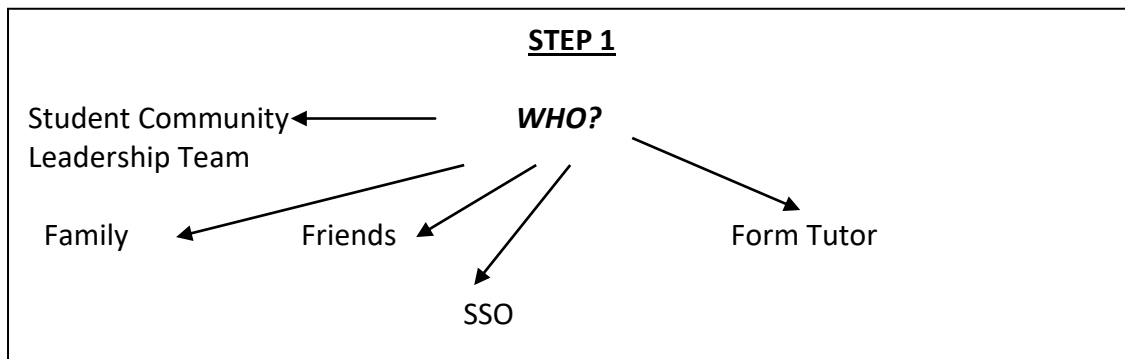 STEP 1
Student Community WHO?
Leadership Team
Family Friends Form Tutor
SSO